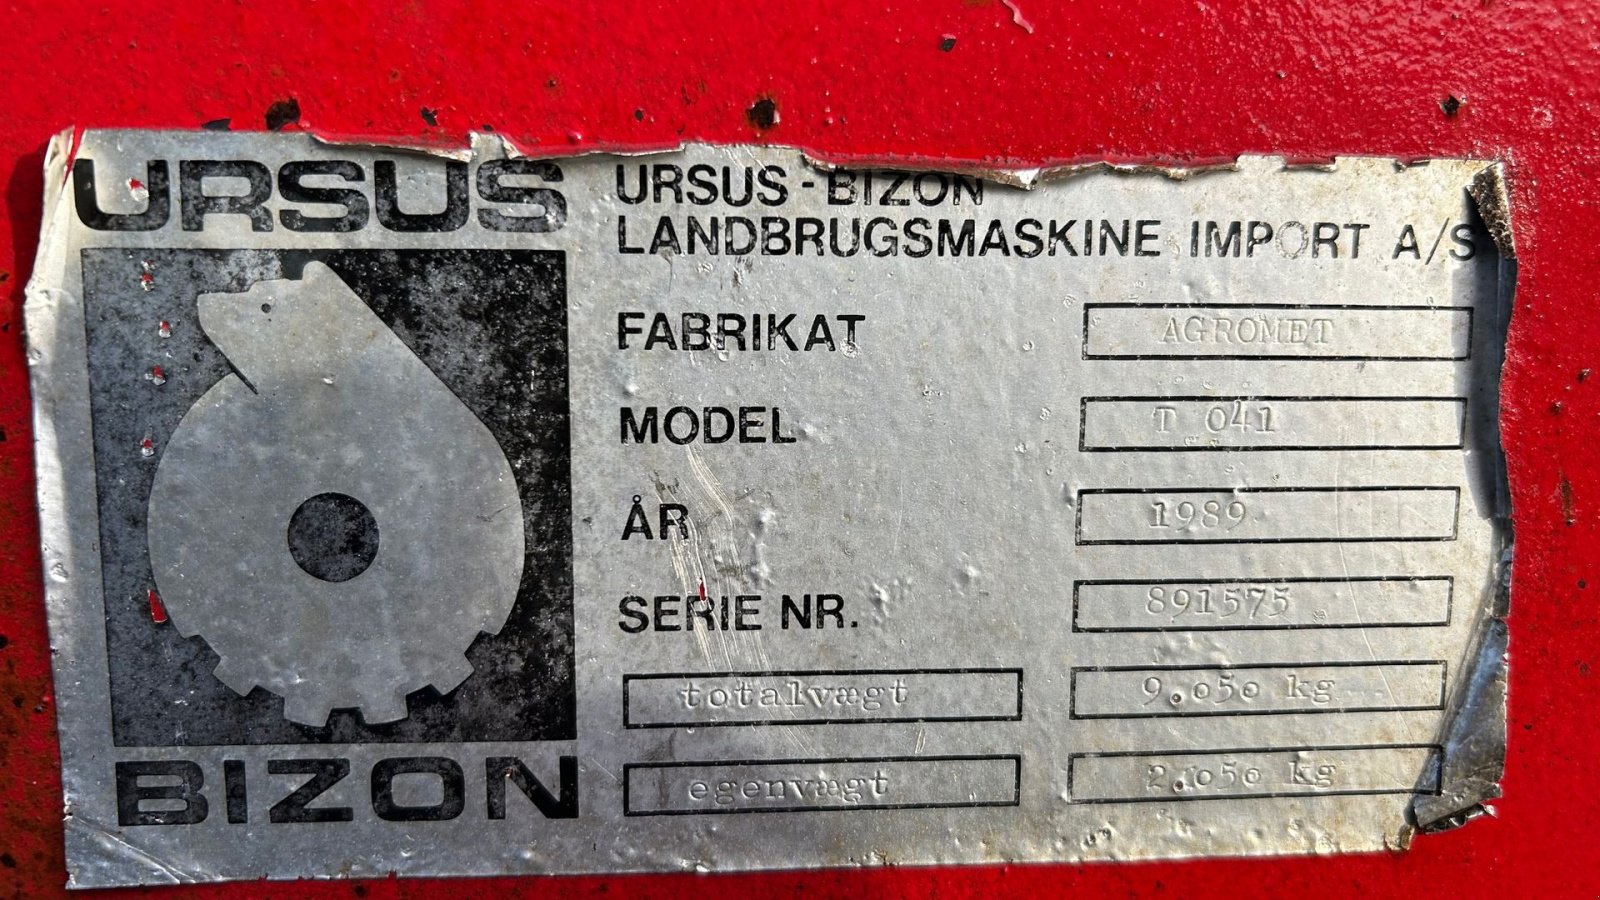 URSUS
BIZON
URSUS-BIZON
LANDBRUGSMASKINE IMPORT A/S
FABRIKAT AGROMET
MODEL T 041
ÅR 1989
SERIE NR. 891575
totalvægt 9.050 kg
egenvægt 2.050 kg